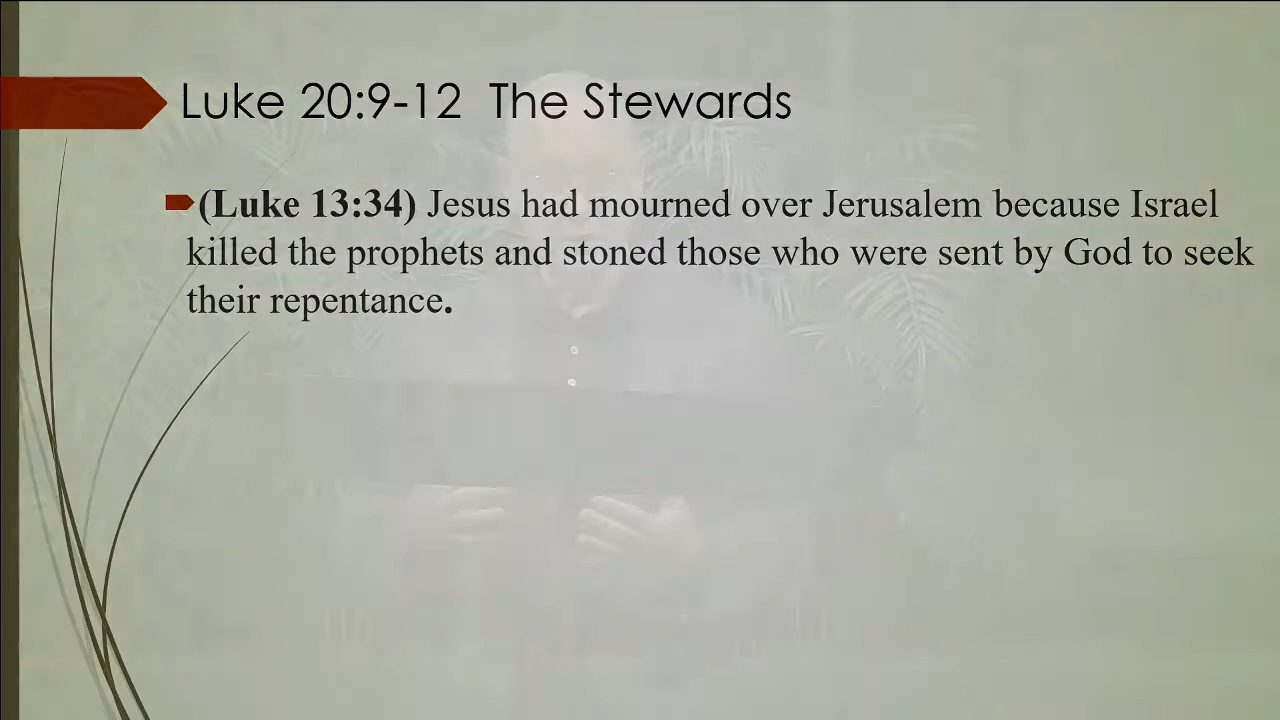 Luke 20:9-12 The Stewards
(Luke 13:34) Jesus had mourned over Jerusalem because Israel
killed the prophets and stoned those who were sent by God to seek
their repentance.